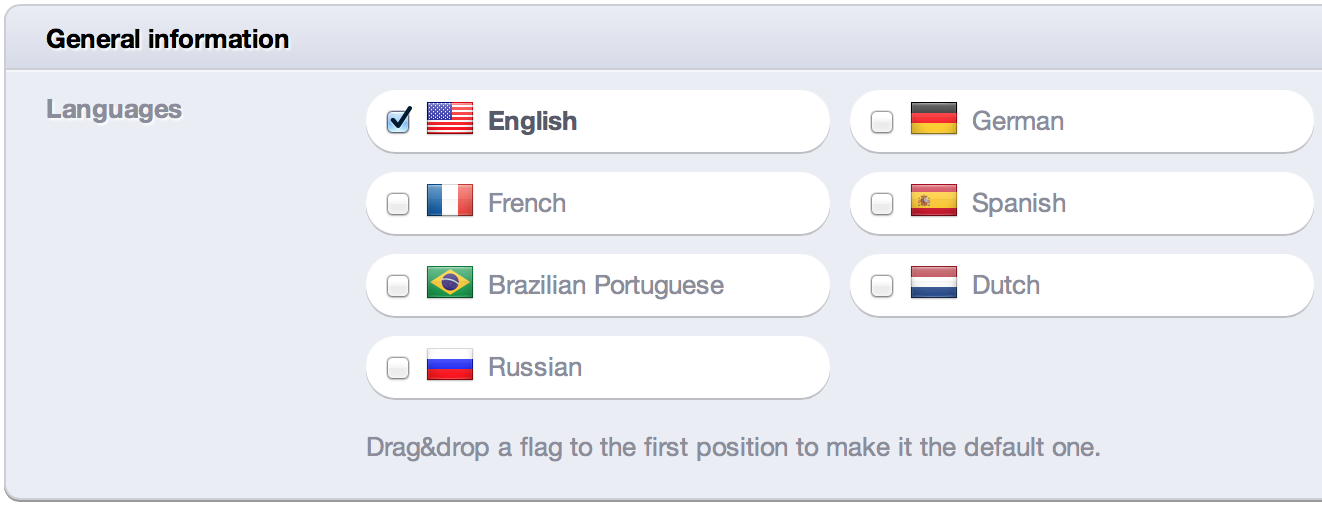 General information
Languages
English
German
French
Spanish
Brazilian Portuguese
Dutch
Russian
Drag&drop a flag to the first position to make it the default one.